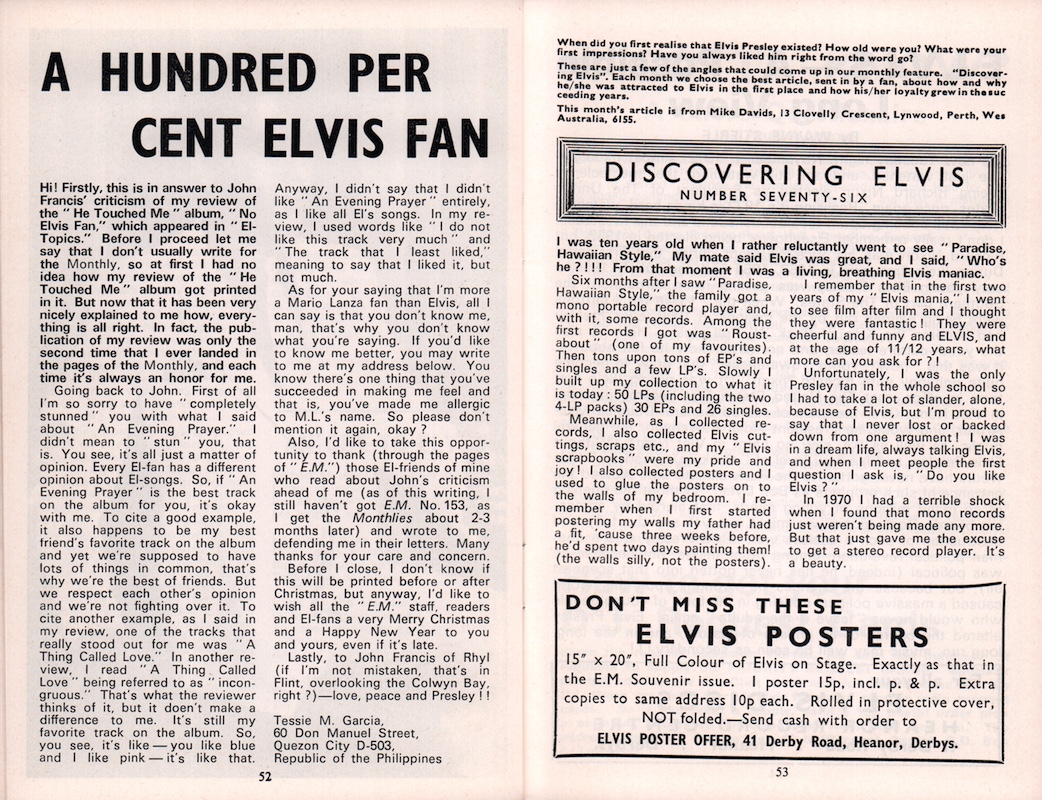 A HUNDRED PER
CENT ELVIS FAN
Hi! Firstly, this is in answer to John
Francis' criticism of my review of
the "He Touched Me" album, "No
Elvis Fan," which appeared in "El-
Topics." Before I proceed let me
say that I don't usually write for
the Monthly, so at first I had no
idea how my review of the "He
Touched Me" album got printed
in it. But now that it has been very
nicely explained to me how, every-
thing is all right. In fact, the pub-
lication of my review was only the
second time that I ever landed in
the pages of the Monthly, and each
time it's always an honor for me.
Going back to John. First of all
I'm so sorry to have "completely
stunned" you with what I said
about "An Evening Prayer." I
didn't mean to "stun" you, that
is. You see, it's all just a matter of
opinion. Every El-fan has a different
opinion about El-songs. So, if "An
Evening Prayer" is the best track
on the album for you, it's okay
with me. To cite a good example,
it also happens to be my best
friend's favorite track on the album
and yet we're supposed to have
lots of things in common, that's
why we're the best of friends. But
we respect each other's opinion
and we're not fighting over it. To
cite another example, as I said in
my review, one of the tracks that
really stood out for me was "A
Thing Called Love." In another re-
view, I read "A Thing Called
Love" being referred to as "incon-
gruous." That's what the reviewer
thinks of it, but it doen't make a
difference to me. It's still my
favorite track on the album. So,
you see, it's like—you like blue
and I like pink—it's like that.
Anyway, I didn't say that I didn't
like "An Evening Prayer" entirely,
as I like all El's songs. In my re-
view, I used words like "I do not
like this track very much" and
"The track that I least liked,"
meaning to say that I liked it, but
not much.
As for your saying that I'm more
a Mario Lanza fan than Elvis, all I
can say is that you don't know me,
man, that's why you don't know
what you're saying. If you'd like
to know me better, you may write
to me at my address below. You
know there's one thing that you've
succeeded in making me feel and
that is, you've made me allergic
to M.L.'s name. So please don't
mention it again, okay?
Also, I'd like to take this oppor-
tunity to thank (through the pages
of "E.M.") those El-friends of mine
who read about John's criticism
ahead of me (as of this writing, I
still haven't got E.M. No. 153, as
I get the Monthlies about 2-3
months later) and wrote to me,
defending me in their letters. Many
thanks for your care and concern.
Before I close, I don't know if
this will be printed before or after
Christmas, but anyway, I'd like to
wish all the "E.M." staff, readers
and El-fans a very Merry Christmas
and a Happy New Year to you
and yours, even if it's late.
Lastly, to John Francis of Rhyl
(if I'm not mistaken, that's in
Flint, overlooking the Colwyn Bay,
right?)—love, peace and Presley!!
Tessie M. Garcia,
60 Don Manuel Street,
Quezon City D-503,
Republic of the Philippines
52
When did you first realise that Elvis Presley existed? How old were you? What were your
first impressions? Have you always liked him right from the word go?
These are just a few of the angles that could come up in our monthly feature. "Discover-
ing Elvis". Each month we choose the best article, sent in by a fan, about how and why
he/she was attracted to Elvis in the first place and how his/her loyalty grew in the suc
ceeding years.
This month's article is from Mike Davids, 13 Clovelly Crescent, Lynwood, Perth, Wes
Australia, 6155.
DISCOVERING ELVIS
NUMBER SEVENTY-SIX
I was ten years old when I rather reluctantly went to see "Paradise,
Hawaiian Style," My mate said Elvis was great, and I said, "Who's
he?!!! From that moment I was a living, breathing Elvis maniac.
Six months after I saw "Paradise,
Hawaiian Style," the family got a
mono portable record player and,
with it, some records. Among the
first records I got was "Roust-
about" (one of my favourites).
Then tons upon tons of EP's and
singles and a few LP's. Slowly I
built up my collection to what it
is today: 50 LPs (including the two
4-LP packs) 30 EPs and 26 singles.
Meanwhile, as I collected re-
cords, I also collected Elvis cut-
tings, scraps etc., and my "Elvis
scrapbooks" were my pride and
joy! I also collected posters and I
used to glue the posters on to
the walls of my bedroom. I re-
member when I first started
postering my walls my father had
a fit, 'cause three weeks before,
he'd spent two days painting them!
(the walls silly, not the posters).
I remember that in the first two
years of my "Elvis mania," I went
to see film after film and I thought
they were fantastic! They were
cheerful and funny and ELVIS, and
at the age of 11/12 years, what
more can you ask for?!
Unfortunately, I was the only
Presley fan in the whole school so
I had to take a lot of slander, alone,
because of Elvis, but I'm proud to
say that I never lost or backed
down from one argument! I was
in a dream life, always talking Elvis,
and when I meet people the first
question I ask is, "Do you like
Elvis?"
In 1970 I had a terrible shock
when I found that mono records
just weren't being made any more.
But that just gave me the excuse
to get a stereo record player. It's
a beauty.
DON'T MISS THESE
ELVIS POSTERS
15" x 20", Full Colour of Elvis on Stage. Exactly as that in
the E.M. Souvenir issue. 1 poster 15p, incl. p. & p. Extra
copies to same address 10p each. Rolled in protective cover,
NOT folded.—Send cash with order to
ELVIS POSTER OFFER, 41 Derby Road, Heanor, Derbys.
53